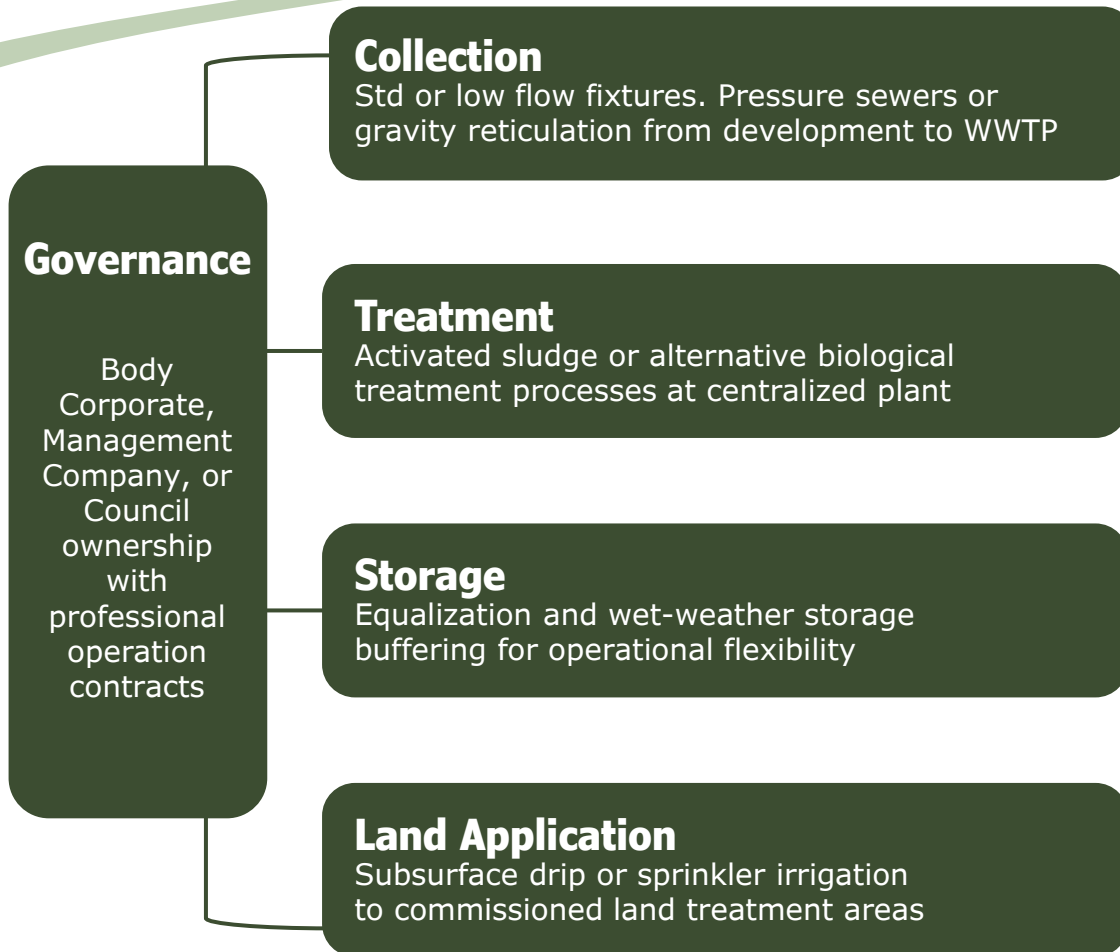 Collection
Std or low flow fixtures. Pressure sewers or
gravity reticulation from development to WWTP
Governance
Body
Corporate,
Management
Company, or
Council
ownership
with
professional
operation
contracts
Treatment
Activated sludge or alternative biological
treatment processes at centralized plant
Storage
Equalization and wet-weather storage
buffering for operational flexibility
Land Application
Subsurface drip or sprinkler irrigation
to commissioned land treatment areas